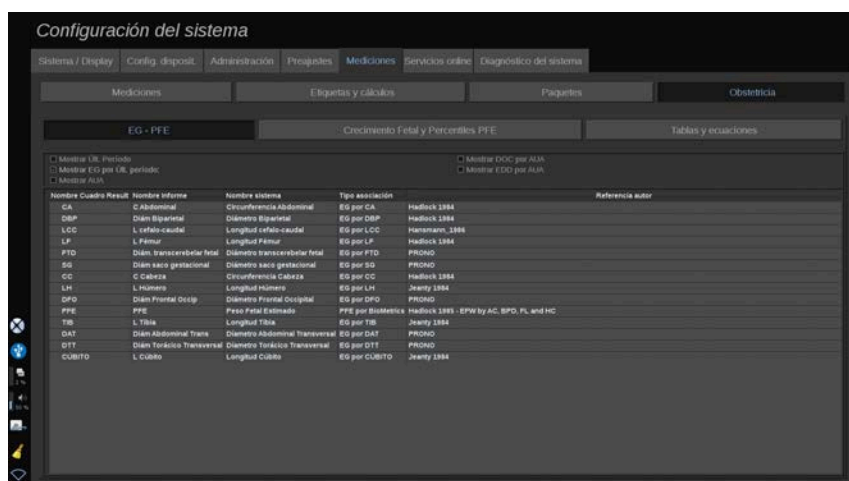 Configuración del sistema
Sistema / Display Config. disposit. Administración Preajustes Mediciones Servicios online Diagnóstico del sistema
Mediciones Etiquetas y cálculos Paquetes Obstetricia
EG - PFE Crecimiento Fetal y Percentiles PFE Tablas y ecuaciones
Mostrar Últ. Periodo Mostrar DGC por AUA
Mostrar EG por Últ. periodo: Mostrar EDD por AUA
Mostrar AUA
Nombre Cuadro Result Nombre informe Nombre sistema Tipo asociación Referencia autor
CA C Abdominal Circunferencia Abdominal EG por CA Hadlock 1984
DBP Diám Biparietal Diámetro Biparietal EG por DBP Hadlock 1984
LCC L cefalo-caudal Longitud cefalo-caudal EG por LCC Hansmann_1986
LF L Fémur Longitud Fémur EG por LF Hadlock 1984
FTD Diám. transcerebelar fetal Diámetro transcerebelar fetal EG por FTD PRONO
SG Diám saco gestacional Diámetro saco gestacional EG por SG PRONO
CC C Cabeza Circunferencia Cabeza EG por CC Hadlock 1984
LH L Húmero Longitud Húmero EG por LH Jeanty 1984
DFO Diám Frontal Occip Diámetro Frontal Occipital EG por DFO PRONO
PFE PFE Peso Fetal Estimado PFE por BioMetrics Hadlock 1985 - EFW by AC, BPD, FL and HC
TIB L Tibia Longitud Tibia EG por TIB Jeanty 1984
DAT Diám Abdominal Trans Diametro Abdominal Transversal EG por DAT PRONO
DTT Diám Torácico Transversal Diametro Torácico Transversal EG por DTT PRONO
CÚBITO L Cúbito Longitud Cúbito EG por CÚBITO Jeanty 1984